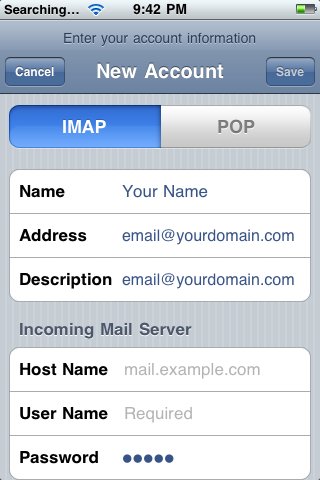 Searching... 9:42 PM
Enter your account information
Cancel New Account Save
IMAP POP
Name Your Name
Address email@yourdomain.com
Description email@yourdomain.com
Incoming Mail Server
Host Name mail.example.com
User Name Required
Password •••••